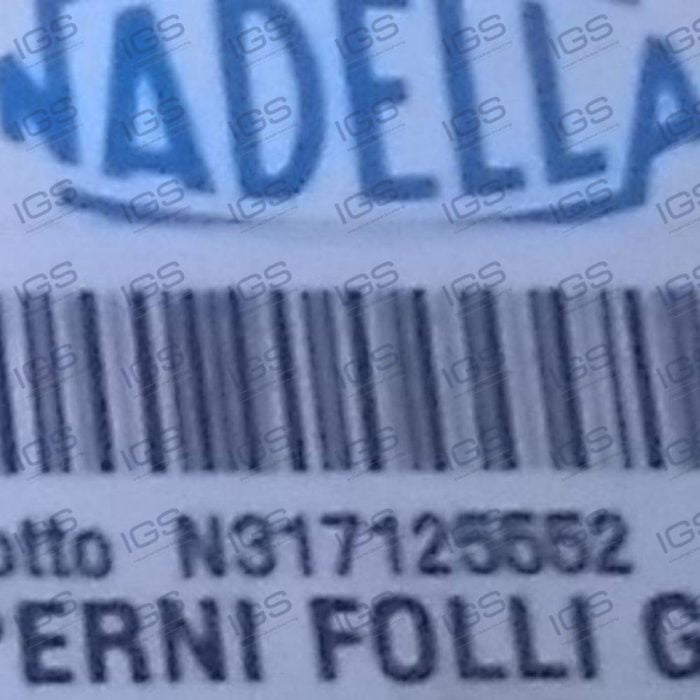 NADELLA
otto N317125552
PERNI FOLLI G